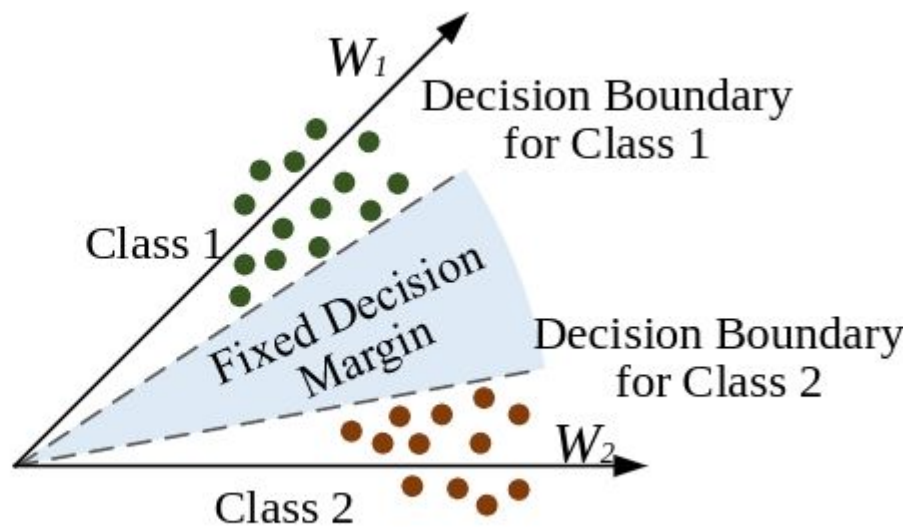 W1
Decision Boundary
for Class 1
Class 1
Fixed Decision
Margin
Decision Boundary
for Class 2
W2
Class 2